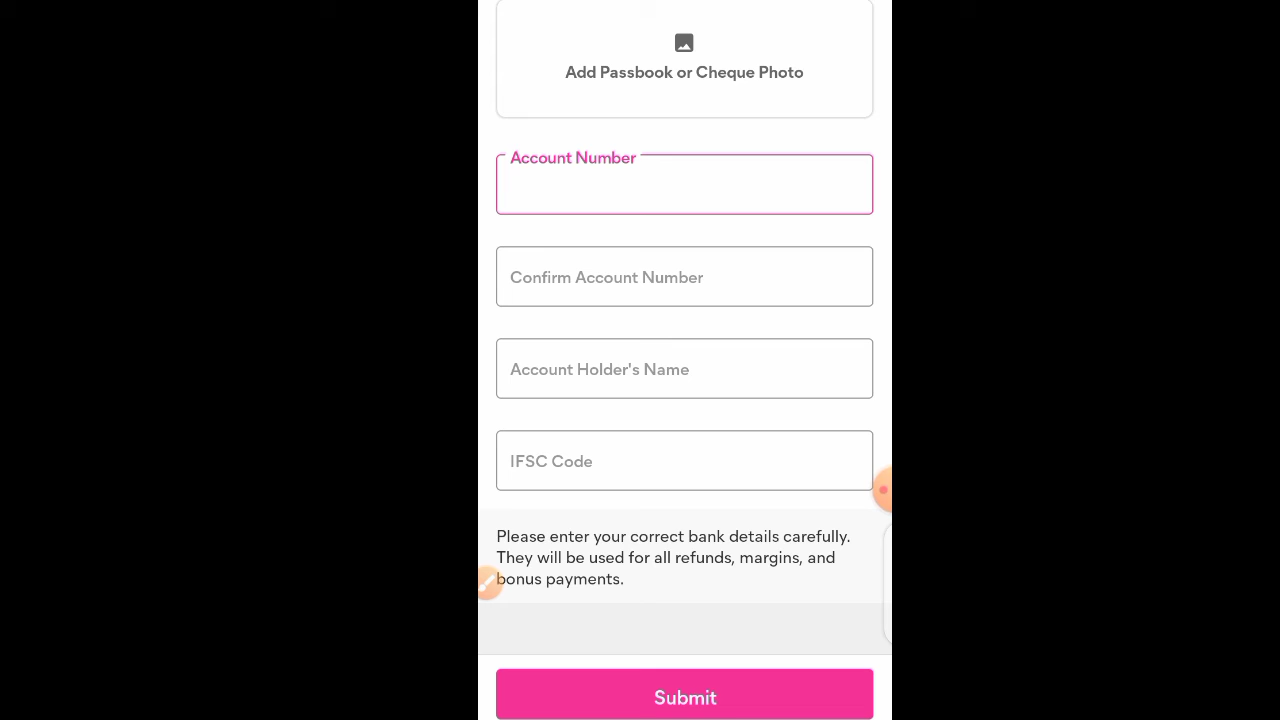 Add Passbook or Cheque Photo
Account Number
Confirm Account Number
Account Holder's Name
IFSC Code
Please enter your correct bank details carefully.
They will be used for all refunds, margins, and
bonus payments.
Submit